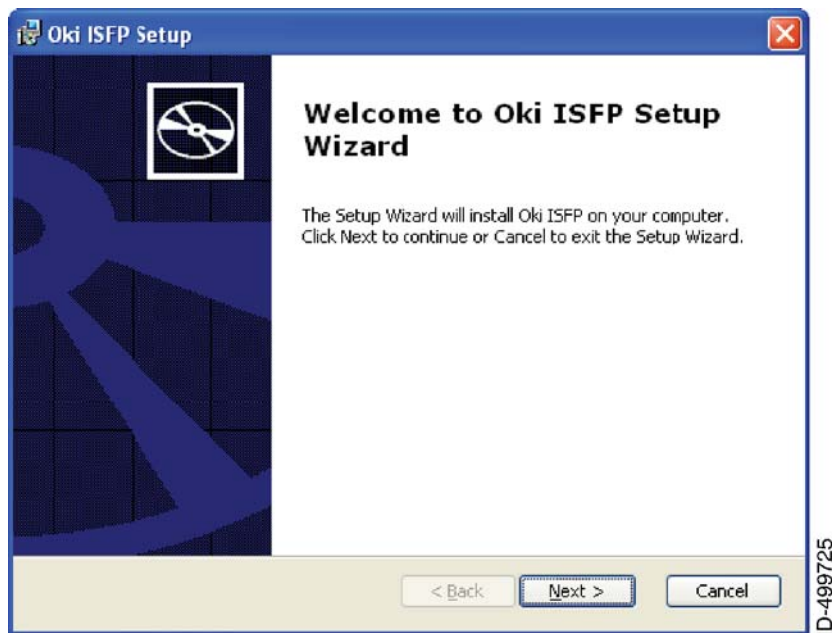 Oki ISFP Setup
Welcome to Oki ISFP Setup
Wizard
The Setup Wizard will install Oki ISFP on your computer.
Click Next to continue or Cancel to exit the Setup Wizard.
< Back
Next >
Cancel
D-499725